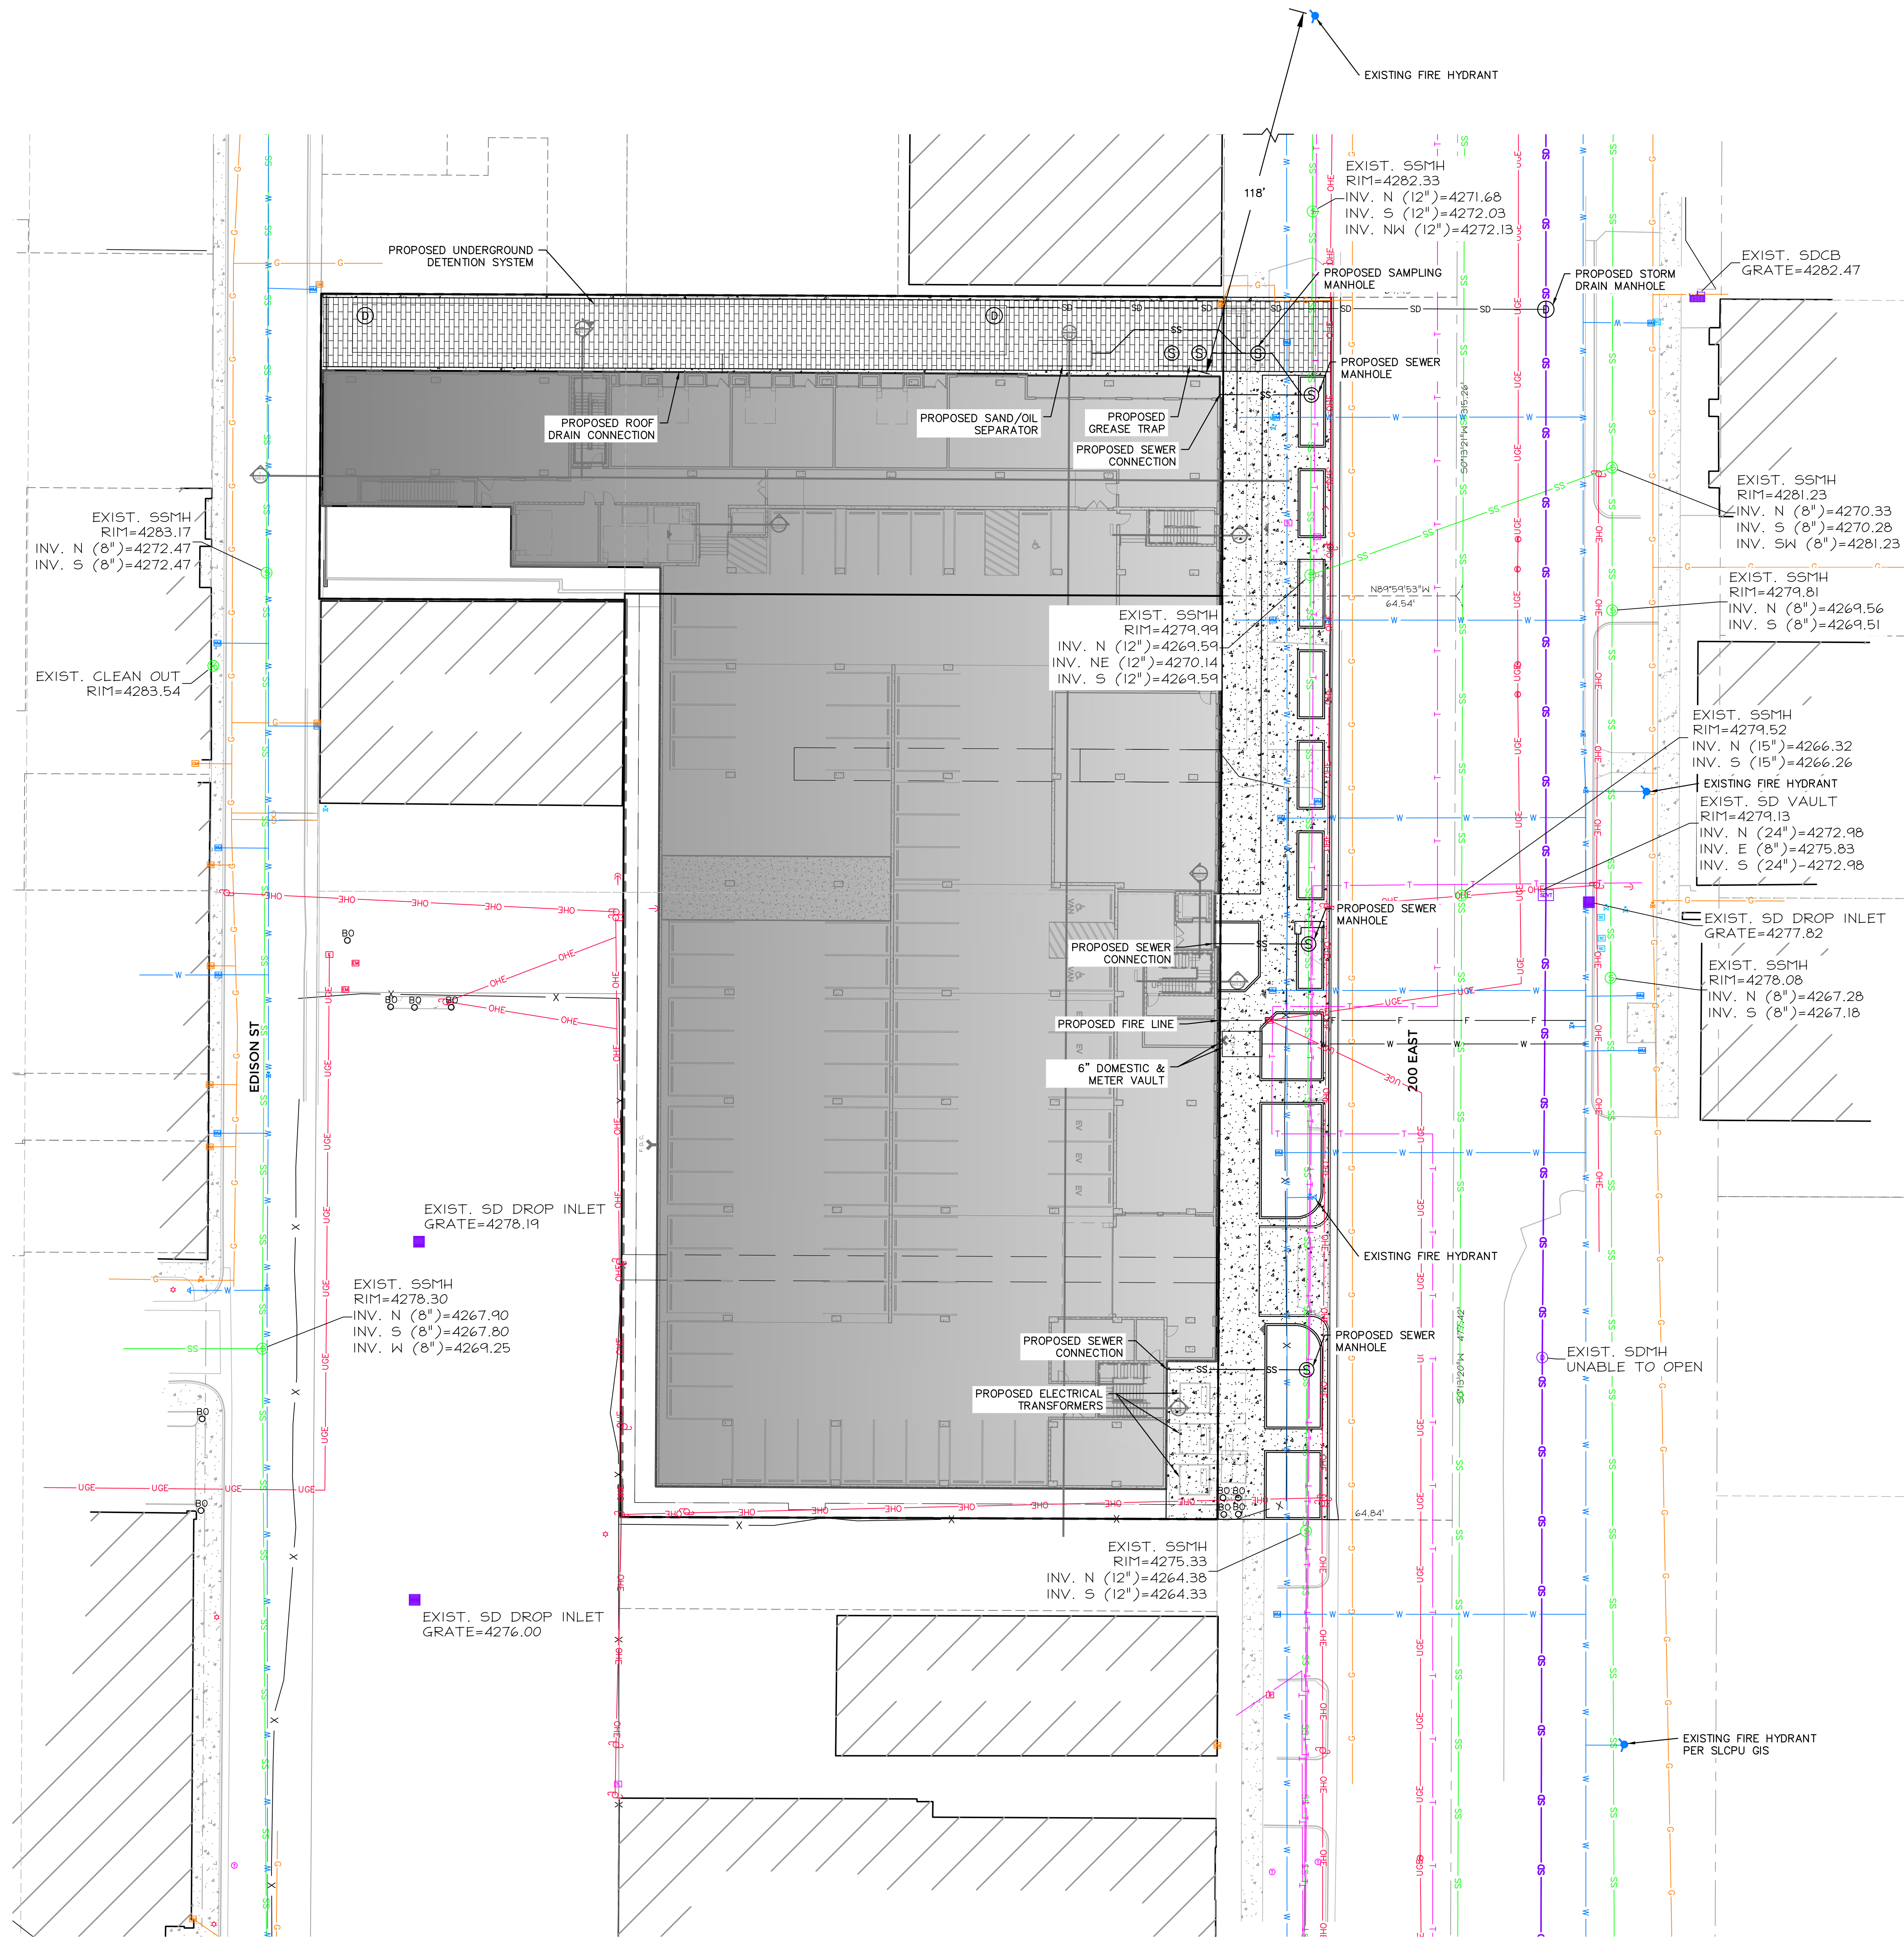 EXISTING FIRE HYDRANT
118'
EXIST. SSMH
RIM=4282.33
INV. N (12")=4271.68
INV. S (12")=4272.03
INV. NW (12")=4272.13
PROPOSED UNDERGROUND
DETENTION SYSTEM
PROPOSED SAMPLING
MANHOLE
PROPOSED STORM
DRAIN MANHOLE
EXIST. SDCB
GRATE=4282.47
PROPOSED SEWER
MANHOLE
PROPOSED ROOF
DRAIN CONNECTION
PROPOSED SAND/OIL
SEPARATOR
PROPOSED
GREASE TRAP
PROPOSED SEWER
CONNECTION
S0°13'21"W 315.26'
EXIST. SSMH
RIM=4283.17
INV. N (8")=4272.47
INV. S (8")=4272.47
EXIST. SSMH
RIM=4281.23
INV. N (8")=4270.33
INV. S (8")=4270.28
INV. SW (8")=4281.23
EXIST. SSMH
RIM=4279.81
INV. N (8")=4269.56
INV. S (8")=4269.51
N89°59'53"W
64.54'
EXIST. SSMH
RIM=4279.99
INV. N (12")=4269.59
INV. NE (12")=4270.14
INV. S (12")=4269.59
EXIST. CLEAN OUT
RIM=4283.54
EXIST. SSMH
RIM=4279.52
INV. N (15")=4266.32
INV. S (15")=4266.26
EXISTING FIRE HYDRANT
EXIST. SD VAULT
RIM=4279.13
INV. N (24")=4272.98
INV. E (8")=4275.83
INV. S (24")-4272.98
EXIST. SD DROP INLET
GRATE=4277.82
PROPOSED SEWER
MANHOLE
PROPOSED SEWER
CONNECTION
EXIST. SSMH
RIM=4278.08
INV. N (8")=4267.28
INV. S (8")=4267.18
VAN
VAN
EV
EV
EV
EV
PROPOSED FIRE LINE
6" DOMESTIC &
METER VAULT
EDISON ST
200 EAST
F.D.C.
EXIST. SD DROP INLET
GRATE=4278.19
EXISTING FIRE HYDRANT
EXIST. SSMH
RIM=4278.30
INV. N (8")=4267.90
INV. S (8")=4267.80
INV. W (8")=4269.25
PROPOSED SEWER
CONNECTION
PROPOSED SEWER
MANHOLE
EXIST. SDMH
UNABLE TO OPEN
PROPOSED ELECTRICAL
TRANSFORMERS
64.84'
EXIST. SSMH
RIM=4275.33
INV. N (12")=4264.38
INV. S (12")=4264.33
EXIST. SD DROP INLET
GRATE=4276.00
EXISTING FIRE HYDRANT
PER SLCPU GIS